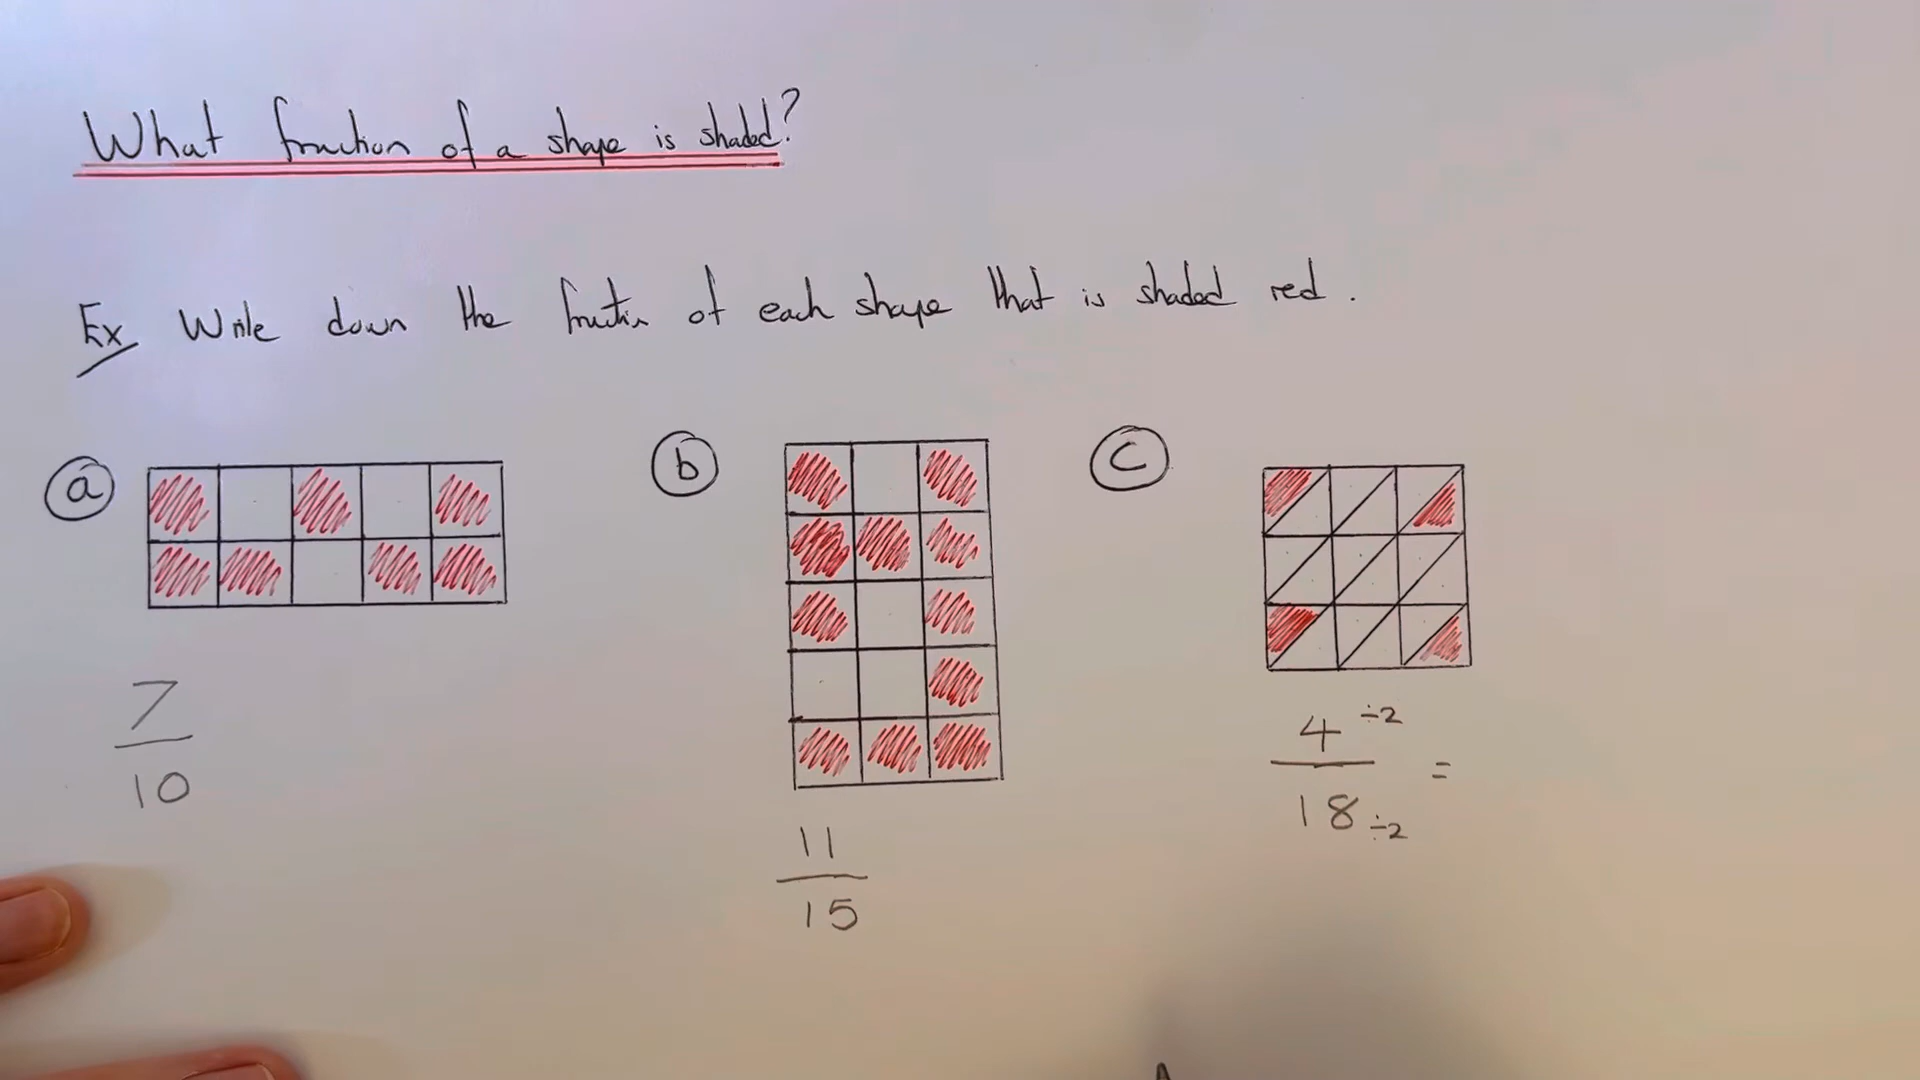 What fraction of a shape is shaded?
Ex Write down the fraction of each shape that is shaded red.
a
b
c
7
10
11
15
4 ÷2
18 ÷2
=